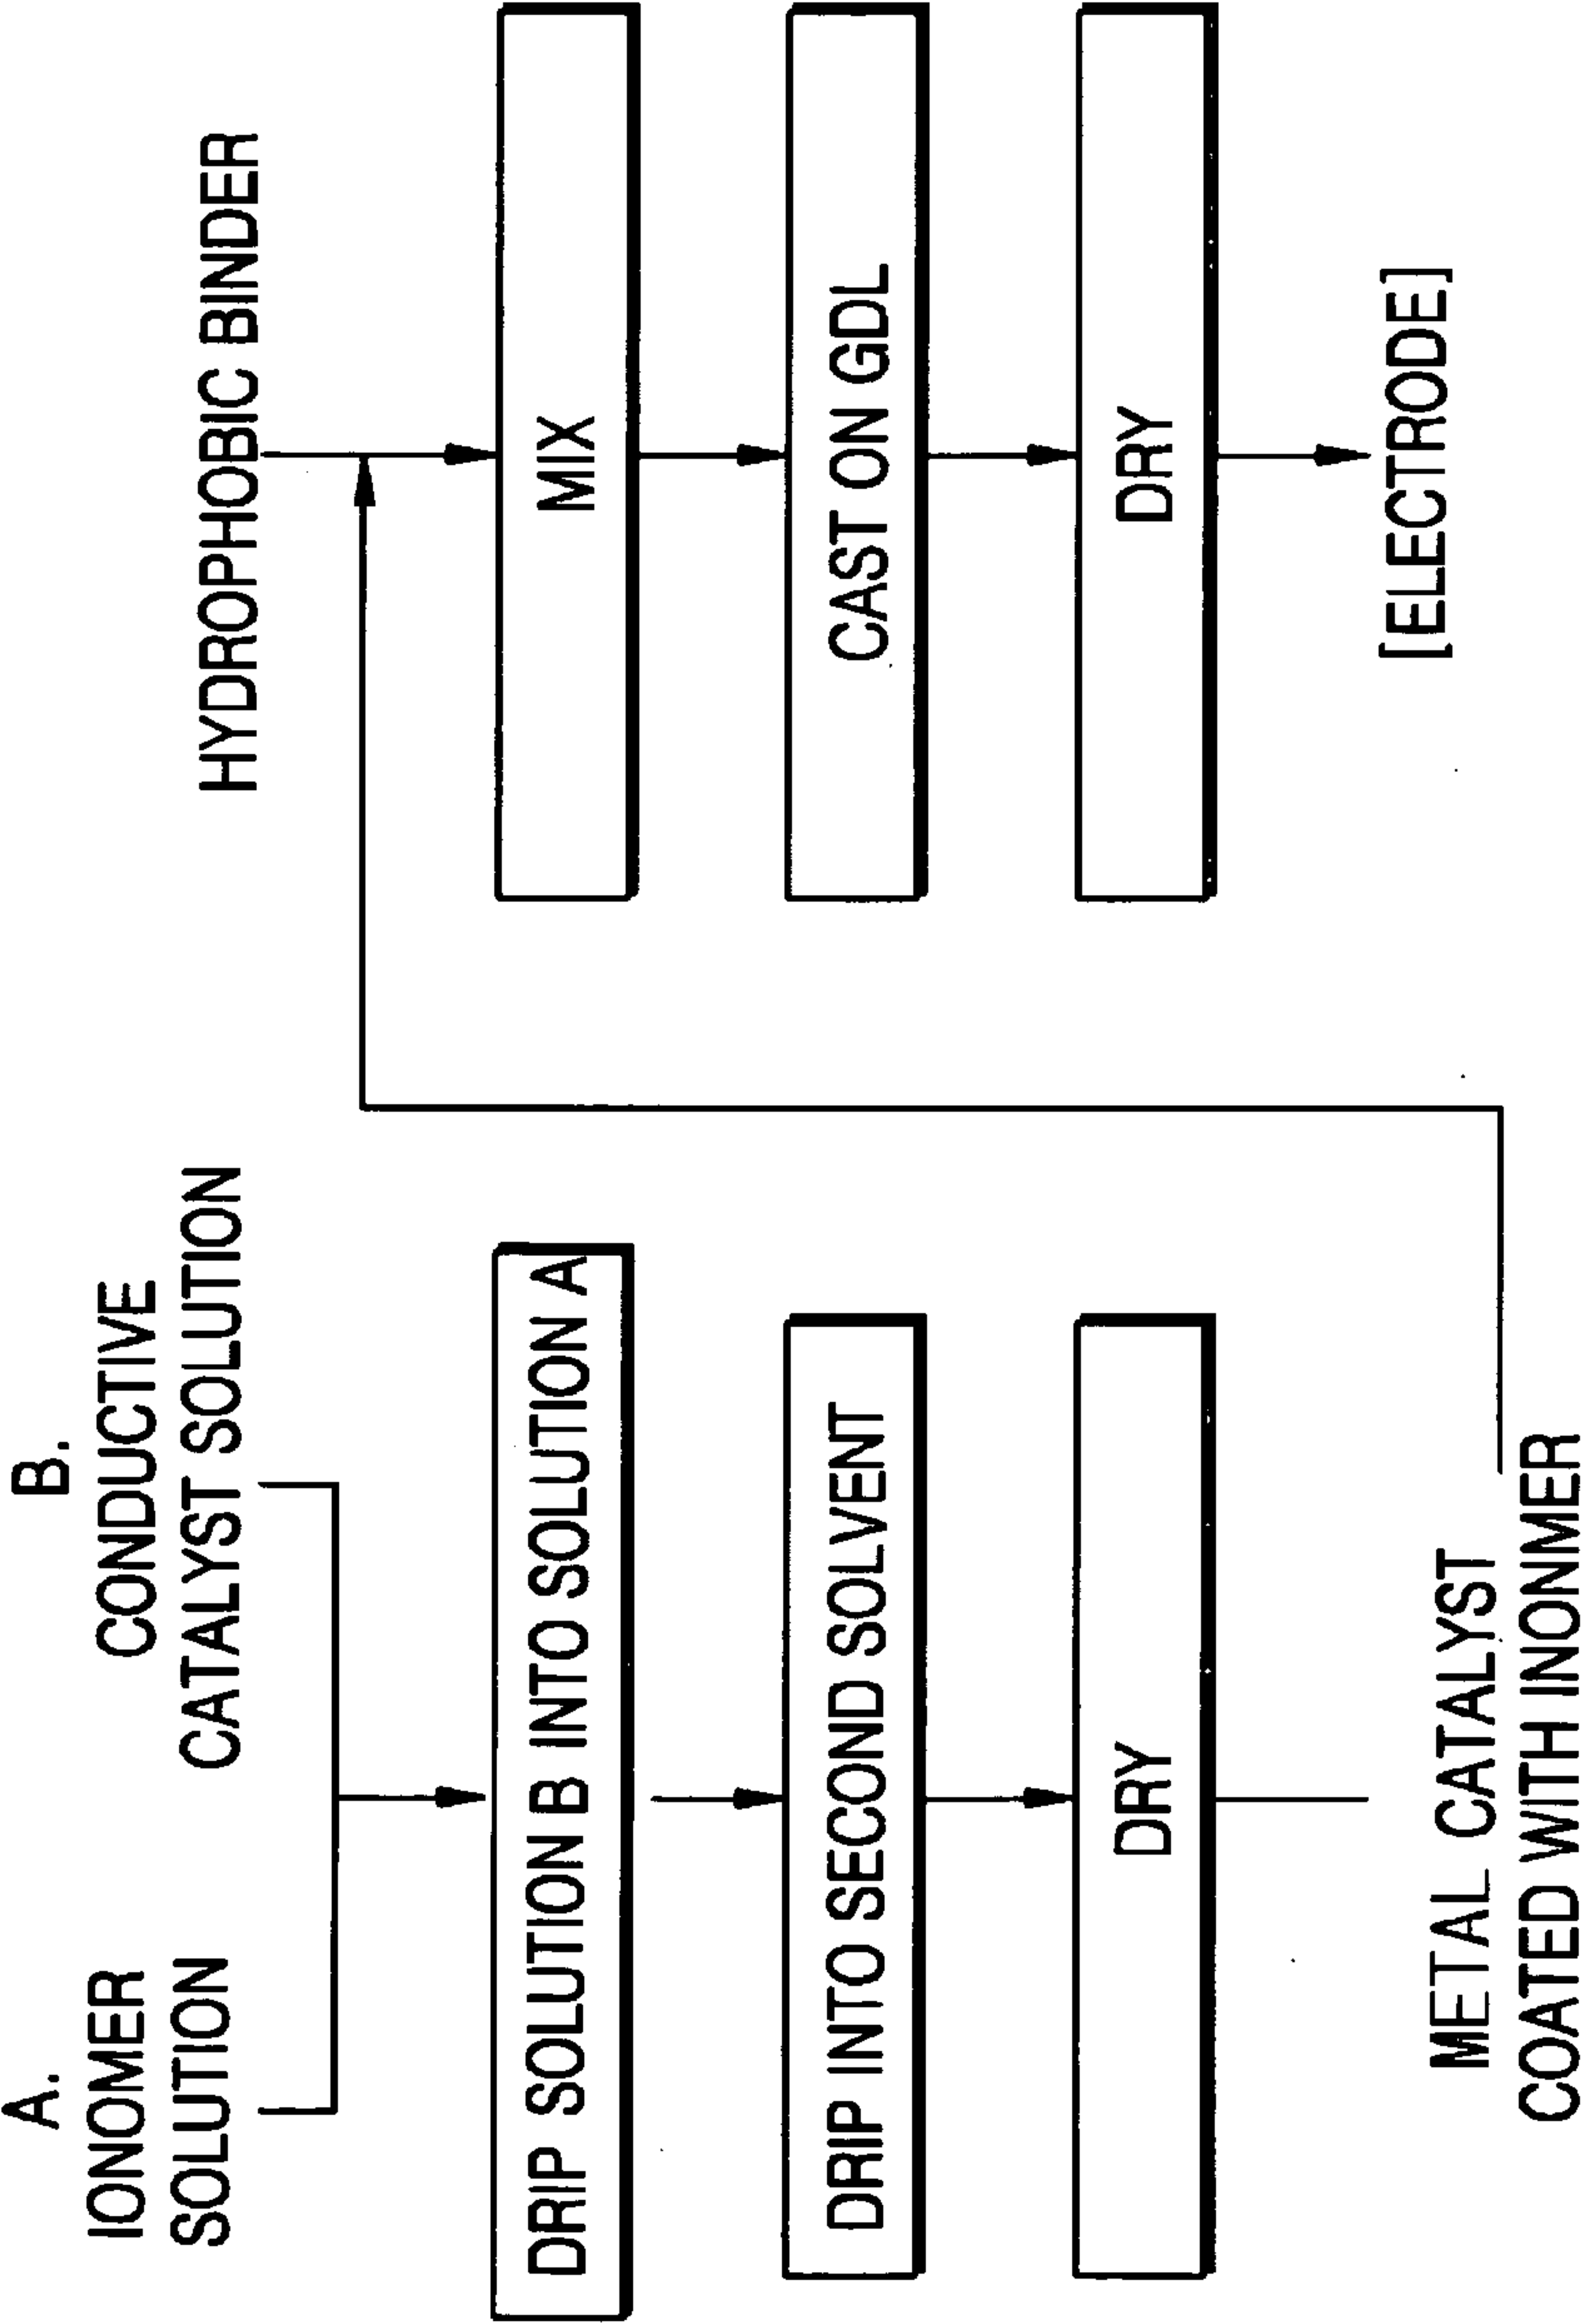 A.
IONOMER
SOLUTION
B.
CONDUCTIVE
CATALYST SOLUTION
DRIP SOLUTION B INTO SOLUTION A
DRIP INTO SECOND SOLVENT
DRY
METAL CATALYST
COATED WITH INONMER
HYDROPHOBIC BINDER
MIX
CAST ON GDL
DRY
[ELECTRODE]